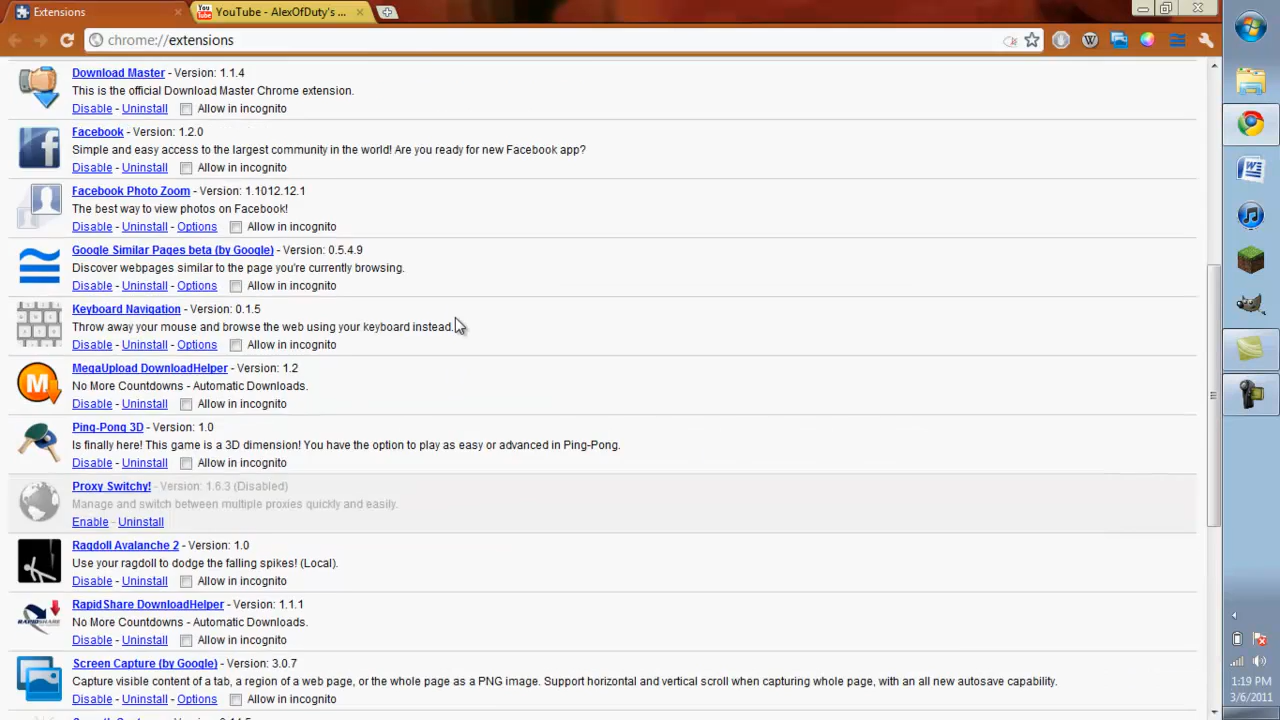 Extensions
YouTube - AlexOfDuty's ...
chrome://extensions
Download Master - Version: 1.1.4
This is the official Download Master Chrome extension.
Disable - Uninstall Allow in incognito
Facebook - Version: 1.2.0
Simple and easy access to the largest community in the world! Are you ready for new Facebook app?
Disable - Uninstall Allow in incognito
Facebook Photo Zoom - Version: 1.1012.12.1
The best way to view photos on Facebook!
Disable - Uninstall - Options Allow in incognito
Google Similar Pages beta (by Google) - Version: 0.5.4.9
Discover webpages similar to the page you're currently browsing.
Disable - Uninstall - Options Allow in incognito
Keyboard Navigation - Version: 0.1.5
Throw away your mouse and browse the web using your keyboard instead.
Disable - Uninstall - Options Allow in incognito
MegaUpload DownloadHelper - Version: 1.2
No More Countdowns - Automatic Downloads.
Disable - Uninstall Allow in incognito
Ping-Pong 3D - Version: 1.0
Is finally here! This game is a 3D dimension! You have the option to play as easy or advanced in Ping-Pong.
Disable - Uninstall Allow in incognito
Proxy Switchy! - Version: 1.6.3 (Disabled)
Manage and switch between multiple proxies quickly and easily.
Enable - Uninstall
Ragdoll Avalanche 2 - Version: 1.0
Use your ragdoll to dodge the falling spikes! (Local).
Disable - Uninstall Allow in incognito
RapidShare DownloadHelper - Version: 1.1.1
No More Countdowns - Automatic Downloads.
Disable - Uninstall Allow in incognito
Screen Capture (by Google) - Version: 3.0.7
Capture visible content of a tab, a region of a web page, or the whole page as a PNG image. Support horizontal and vertical scroll when capturing whole page, with an all new autosave capability.
Disable - Uninstall - Options Allow in incognito
1:19 PM
3/6/2011